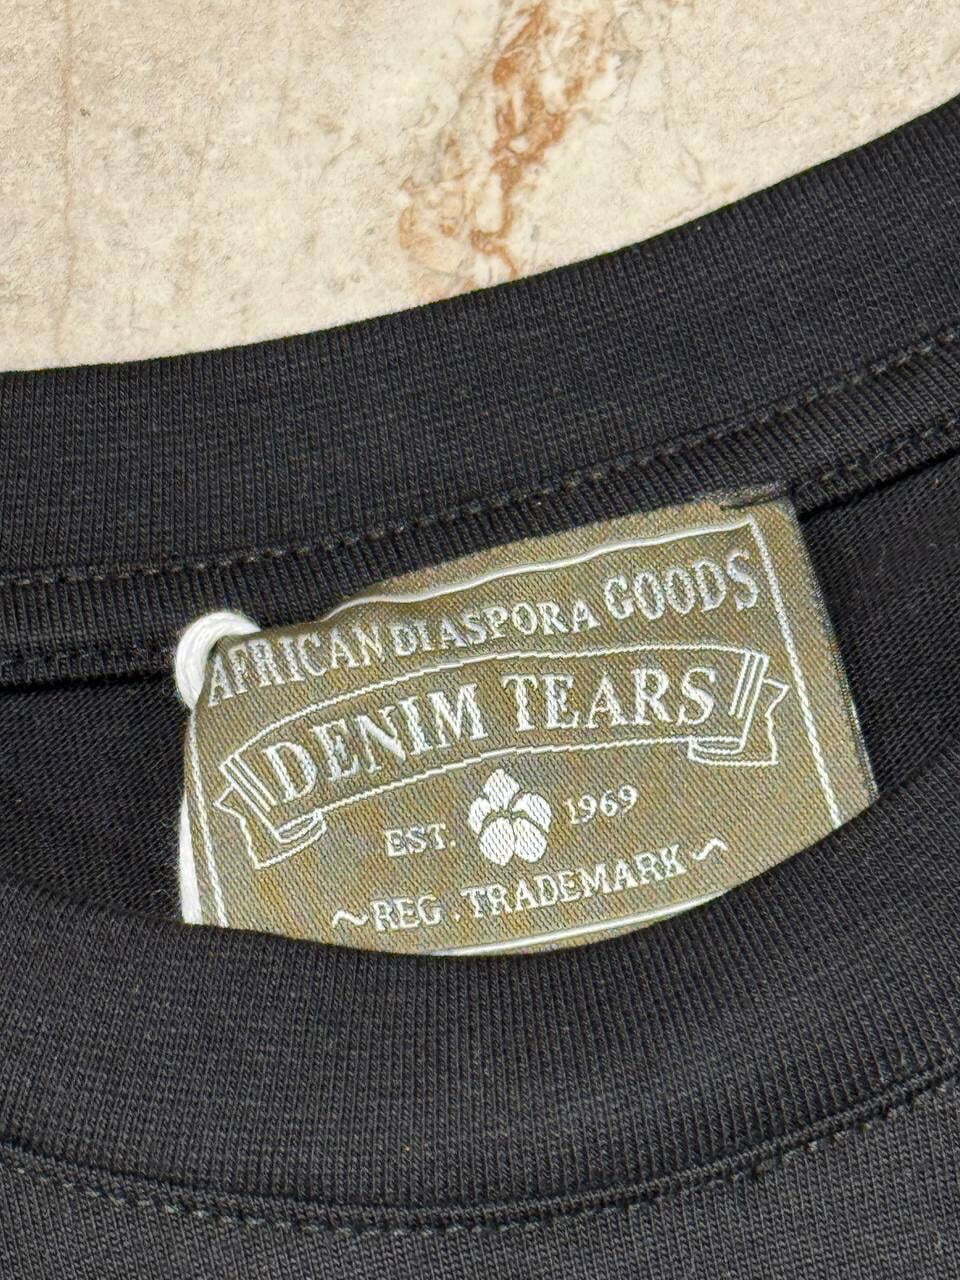 AFRICAN DIASPORA GOODS
DENIM TEARS
EST. 1969
~REG. TRADEMARK~